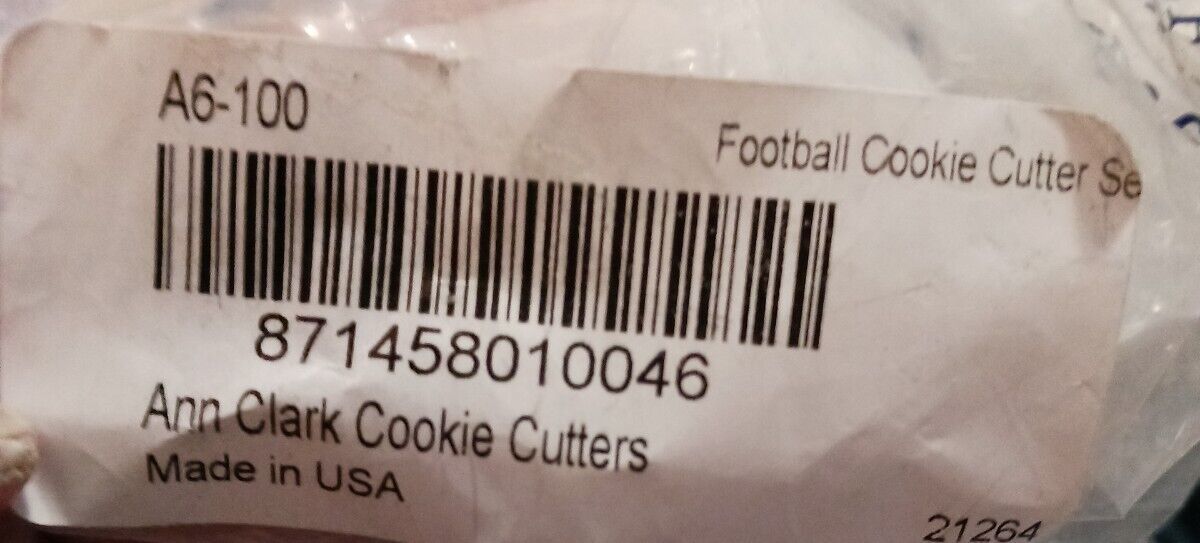 A6-100
Football Cookie Cutter Se
871458010046
Ann Clark Cookie Cutters
Made in USA
21264